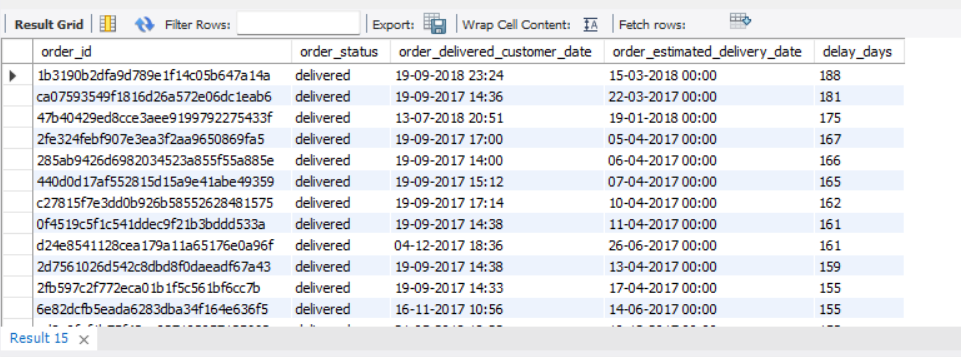 Result Grid Filter Rows: Export: Wrap Cell Content: IA Fetch rows:
order_id order_status order_delivered_customer_date order_estimated_delivery_date delay_days
1b3190b2dfa9d789e1f14c05b647a14a delivered 19-09-2018 23:24 15-03-2018 00:00 188
ca07593549f1816d26a572e06dc1eab6 delivered 19-09-2017 14:36 22-03-2017 00:00 181
47b40429ed8cce3aee9199792275433f delivered 13-07-2018 20:51 19-01-2018 00:00 175
2fe324febf907e3ea3f2aa9650869fa5 delivered 19-09-2017 17:00 05-04-2017 00:00 167
285ab9426d6982034523a855f55a885e delivered 19-09-2017 14:00 06-04-2017 00:00 166
440d0d17af552815d15a9e41abe49359 delivered 19-09-2017 15:12 07-04-2017 00:00 165
c27815f7e3dd0b926b58552628481575 delivered 19-09-2017 17:14 10-04-2017 00:00 162
0f4519c5f1c541ddec9f21b3bddd533a delivered 19-09-2017 14:38 11-04-2017 00:00 161
d24e8541128cea179a11a65176e0a96f delivered 04-12-2017 18:36 26-06-2017 00:00 161
2d7561026d542c8dbd8f0daeadf67a43 delivered 19-09-2017 14:38 13-04-2017 00:00 159
2fb597c2f772eca01b1f5c561bf6cc7b delivered 19-09-2017 14:33 17-04-2017 00:00 155
6e82dcfb5eada6283dba34f164e636f5 delivered 16-11-2017 10:56 14-06-2017 00:00 155
Result 15